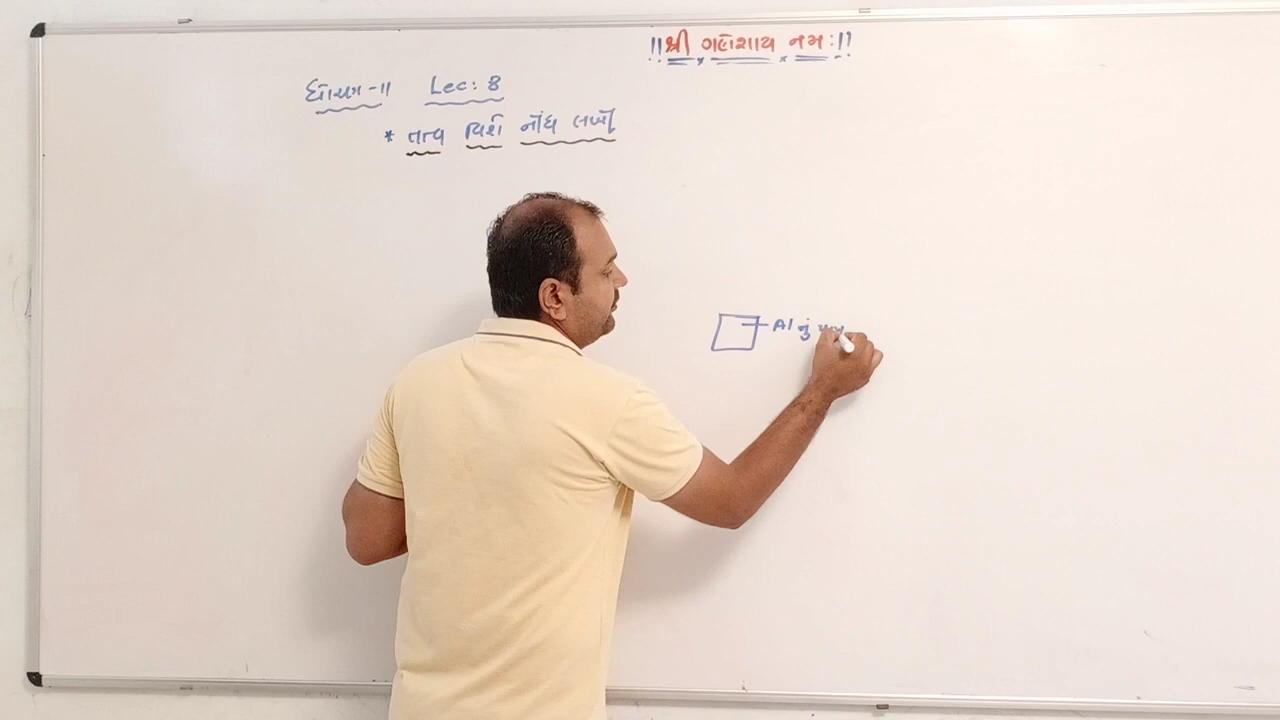 !!શ્રી ગણેશાય નમ:!!
ધોરણ-11 Lec: 8
* તત્વ વિશે નોંધ લખો
Al નું